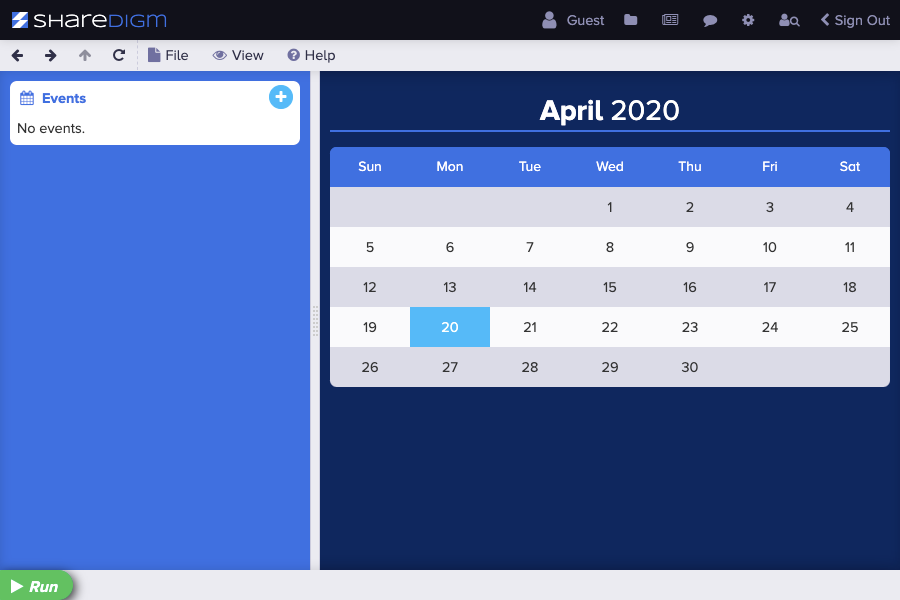 SHAREDIGM Guest Sign Out
File View Help
Events
No events.
April 2020
Sun Mon Tue Wed Thu Fri Sat
1 2 3 4
5 6 7 8 9 10 11
12 13 14 15 16 17 18
19 20 21 22 23 24 25
26 27 28 29 30
Run